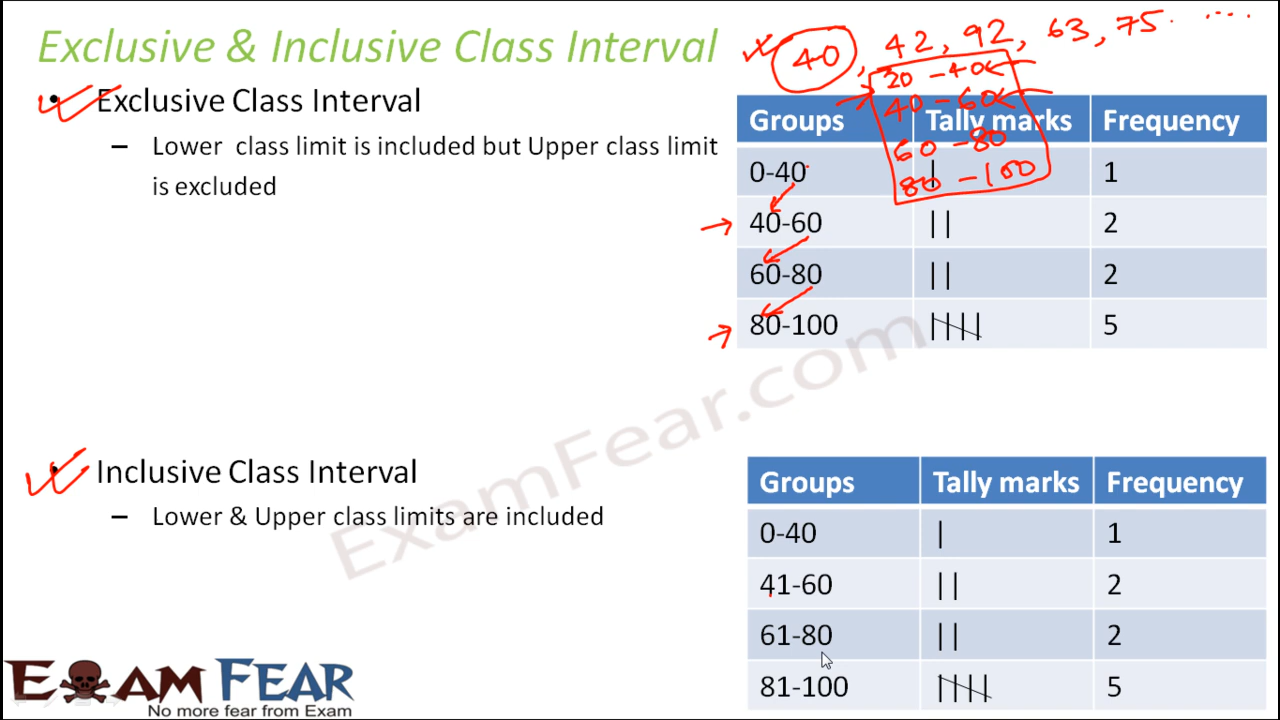 Exclusive & Inclusive Class Interval
40, 42, 92, 63, 75. ....
• Exclusive Class Interval
– Lower class limit is included but Upper class limit
is excluded
20 - 40
40 - 60
60 - 80
80 - 100
Groups Tally marks Frequency
0-40 | 1
40-60 || 2
60-80 || 2
80-100 5
• Inclusive Class Interval
– Lower & Upper class limits are included
Groups Tally marks Frequency
0-40 | 1
41-60 || 2
61-80 || 2
81-100 5
ExamFear.com
EXAM FEAR
No more fear from Exam